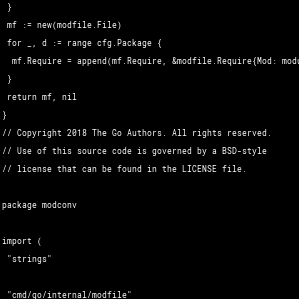 }
mf := new(modfile.File)
for _, d := range cfg.Package {
mf.Require = append(mf.Require, &modfile.Require{Mod:
}
return mf, nil
}
// Copyright 2018 The Go Authors. All rights reserved.
// Use of this source code is governed by a BSD-style
// license that can be found in the LICENSE file.
package modconv
import (
"strings"
"cmd/go/internal/modfile"